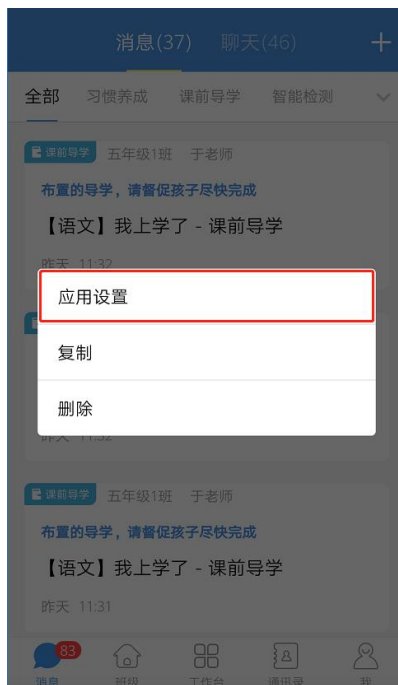 消息(37) 聊天(46)
全部 习惯养成 课前导学 智能检测
课前导学 五年级1班 于老师
布置的导学，请督促孩子尽快完成
【语文】我上学了 - 课前导学
昨天 11:32
应用设置
复制
删除
昨天 11:32
课前导学 五年级1班 于老师
布置的导学，请督促孩子尽快完成
【语文】我上学了 - 课前导学
昨天 11:31
83
消息 班级 工作台 通讯录 我